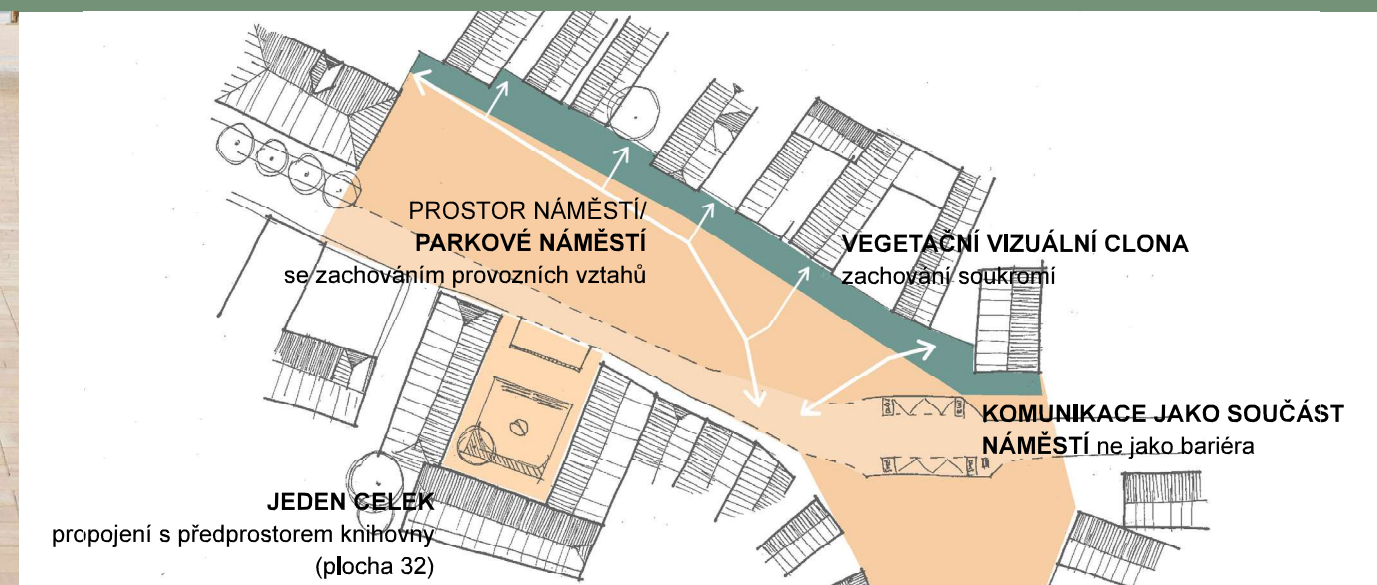 PROSTOR NÁMĚSTÍ/
PARKOVÉ NÁMĚSTÍ
se zachováním provozních vztahů
VEGETAČNÍ VIZUÁLNÍ CLONA
zachování soukromí
KOMUNIKACE JAKO SOUČÁST
NÁMĚSTÍ ne jako bariéra
JEDEN CELEK
propojení s předprostorem knihovny
(plocha 32)